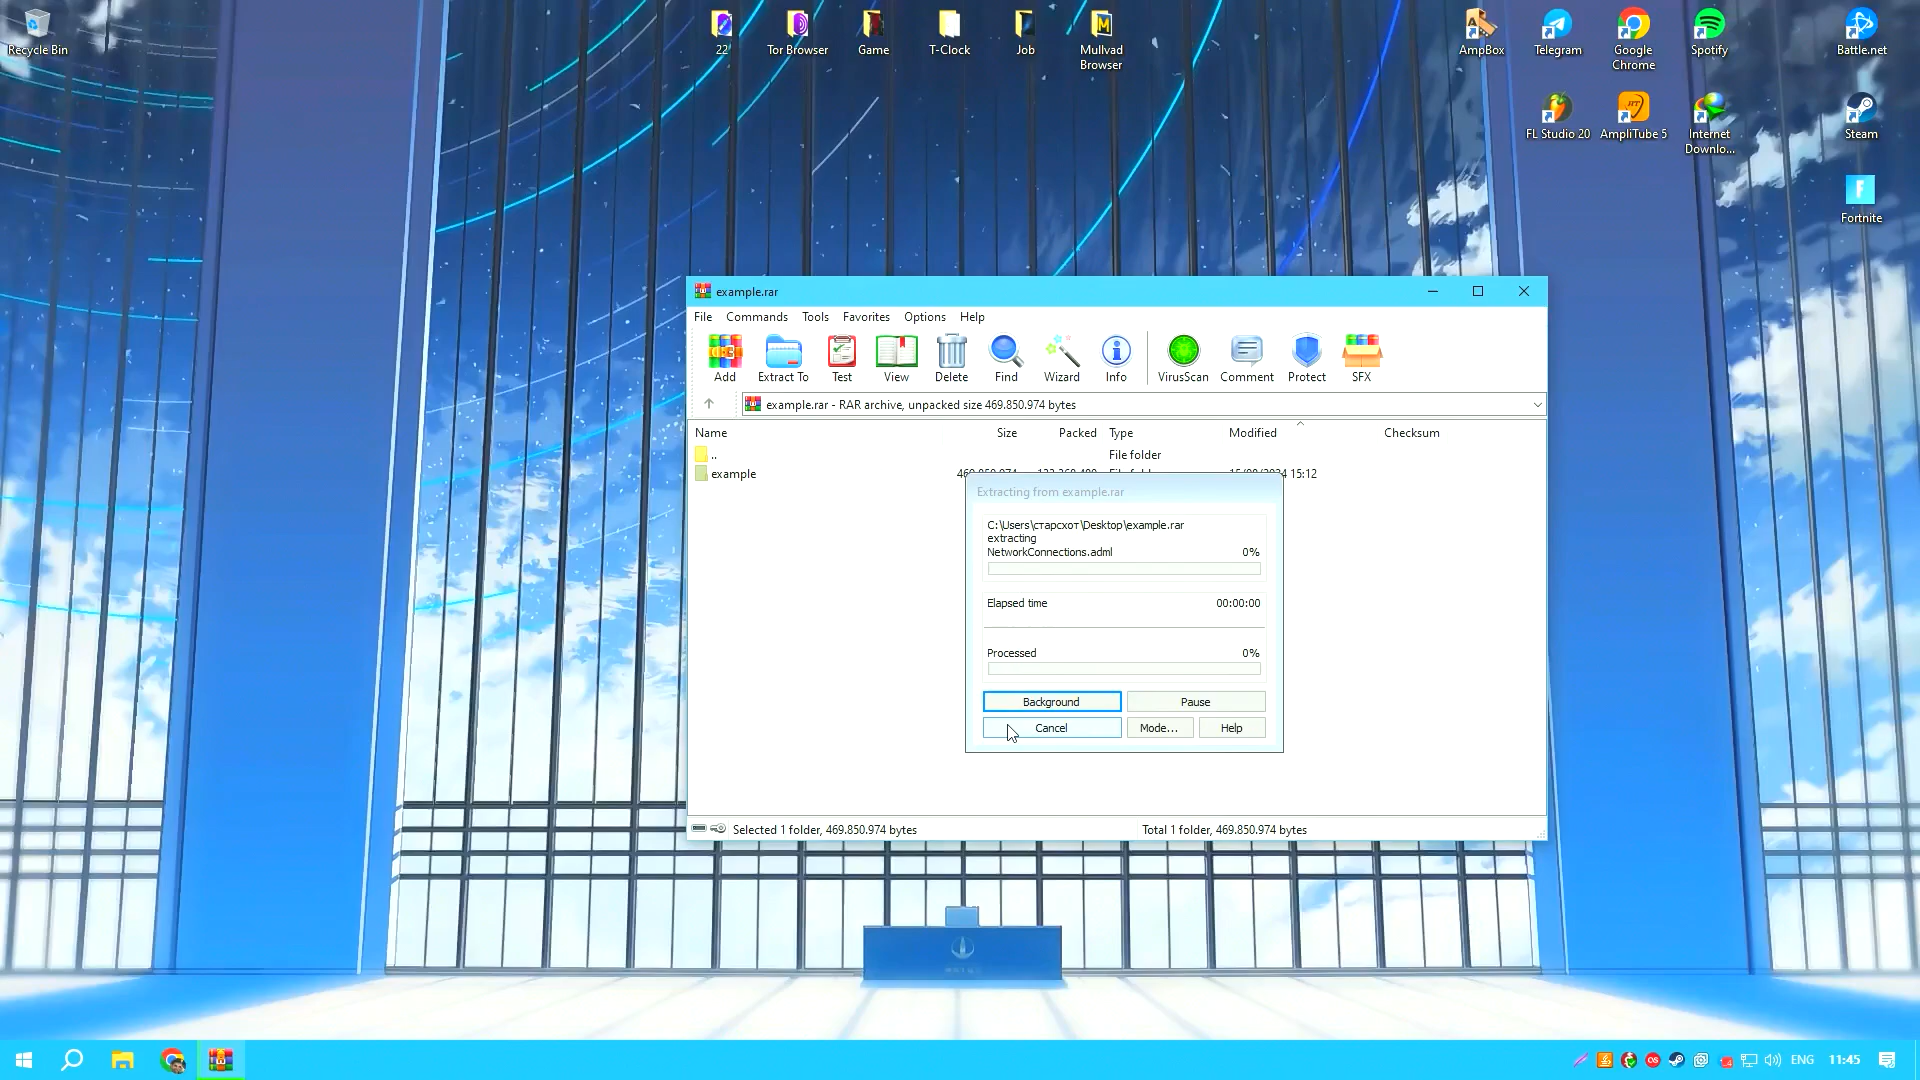 Recycle Bin
22
Tor Browser
Game
T-Clock
Job
Mullvad
Browser
AmpBox
Telegram
Google
Chrome
Spotify
Battle.net
FL Studio 20
AmpliTube 5
Internet
Downlo...
Steam
Fortnite
example.rar
File Commands Tools Favorites Options Help
Add Extract To Test View Delete Find Wizard Info VirusScan Comment Protect SFX
example.rar - RAR archive, unpacked size 469.850.974 bytes
Name Size Packed Type Modified Checksum
.. File folder
example 15:12
Extracting from example.rar
C:\Users\старсхот\Desktop\example.rar
extracting
NetworkConnections.adml 0%
Elapsed time 00:00:00
Processed 0%
Background Pause
Cancel Mode... Help
Selected 1 folder, 469.850.974 bytes Total 1 folder, 469.850.974 bytes
ENG 11:45